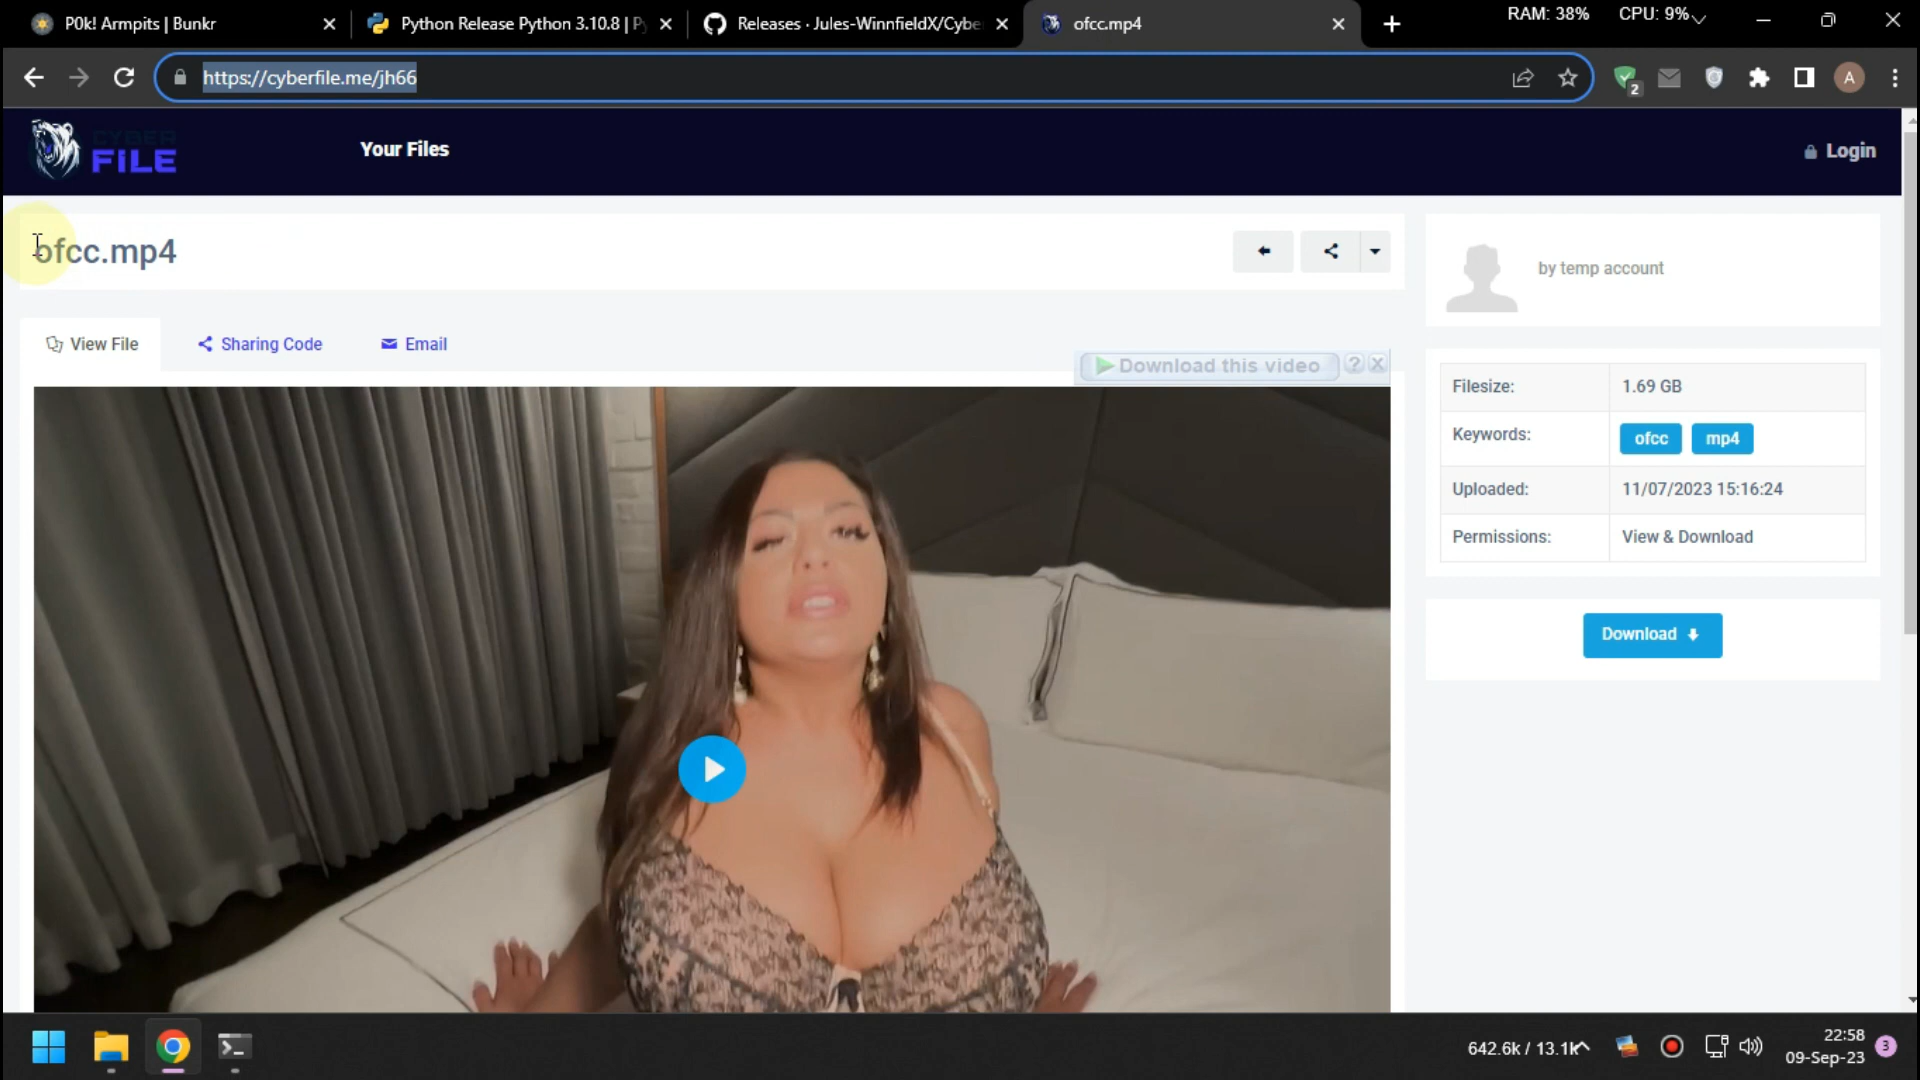 P0k! Armpits | Bunkr
Python Release Python 3.10.8 | Py
Releases · Jules-WinnfieldX/Cybe
ofcc.mp4
RAM: 38%
CPU: 9%
https://cyberfile.me/jh66
2
A
CYBER
FILE
Your Files
Login
ofcc.mp4
by temp account
View File
Sharing Code
Email
Download this video
?
Filesize:
1.69 GB
Keywords:
ofcc
mp4
Uploaded:
11/07/2023 15:16:24
Permissions:
View & Download
Download
642.6k / 13.1k
22:58
09-Sep-23
3